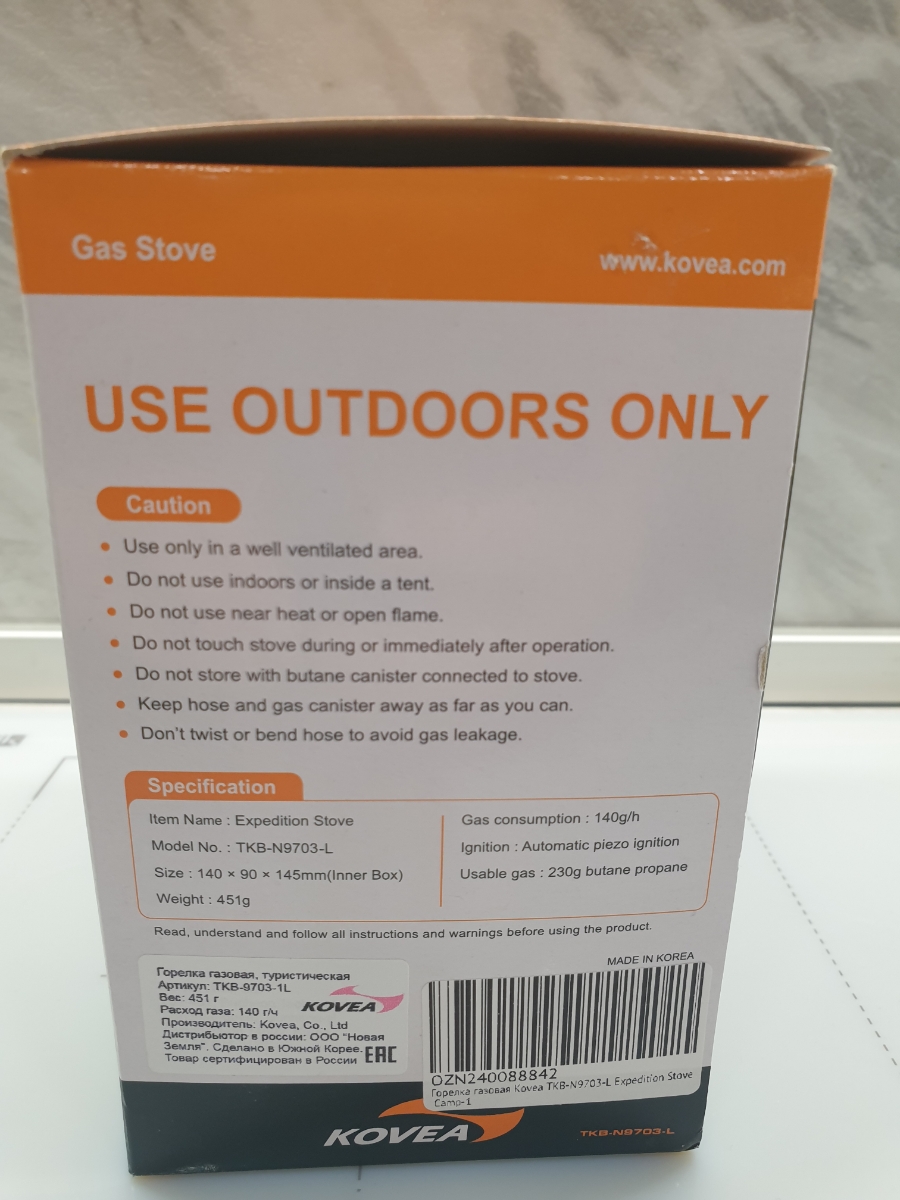 Gas Stove
www.kovea.com
USE OUTDOORS ONLY
Caution
• Use only in a well ventilated area.
• Do not use indoors or inside a tent.
• Do not use near heat or open flame.
• Do not touch stove during or immediately after operation.
• Do not store with butane canister connected to stove.
• Keep hose and gas canister away as far as you can.
• Don't twist or bend hose to avoid gas leakage.
Specification
Item Name : Expedition Stove
Model No. : TKB-N9703-L
Size : 140 × 90 × 145mm(Inner Box)
Weight : 451g
Gas consumption : 140g/h
Ignition : Automatic piezo ignition
Usable gas : 230g butane propane
Read, understand and follow all instructions and warnings before using the product.
MADE IN KOREA
Горелка газовая, туристическая
Артикул: TKB-9703-1L
Вес: 451 г
Расход газа: 140 г/ч
KOVEA
Производитель: Kovea, Co., Ltd
Дистрибьютор в россии: ООО "Новая
Земля". Сделано в Южной Корее.
Товар сертифицирован в России
EAC
OZN240088842
Горелка газовая Kovea TKB-N9703-L Expedition Stove
Camp-1
KOVEA
TKB-N9703-L